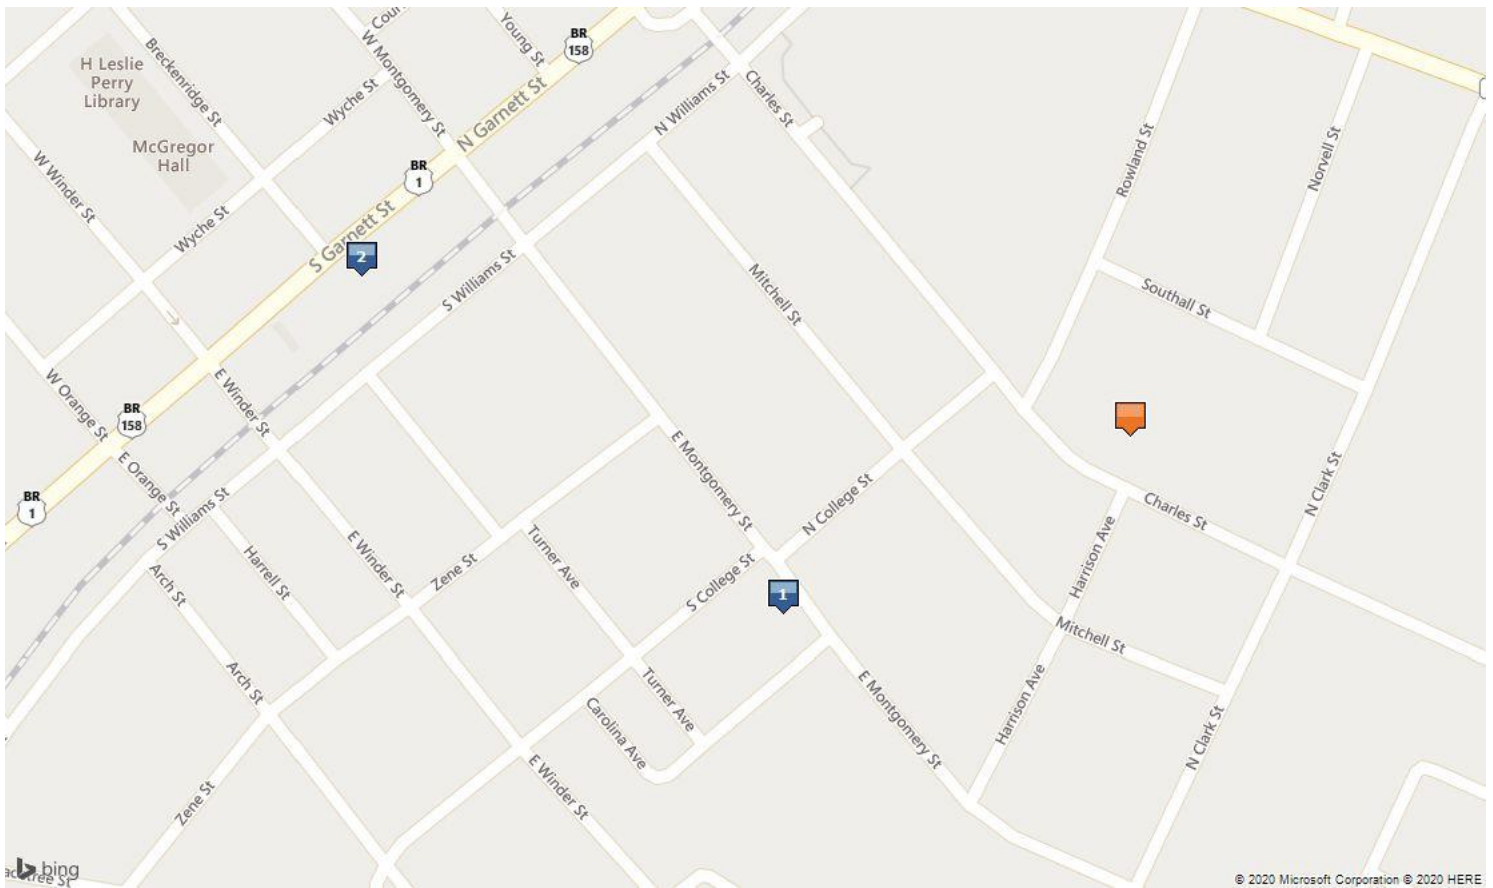 Cour
Young St
BR
158
W Montgomery St
Breckenridge St
H Leslie
Perry
Library
Wyche St
N Garnett St
N Williams St
Charles St
McGregor
Hall
BR
1
Rowland St
Norvell St
W Winder St
Wyche St
S Garnett St
2
S Williams St
Mitchell St
Southall St
W Orange St
E Winder St
BR
158
E Orange St
E Montgomery St
N College St
N Clark St
BR
1
S Williams St
Charles St
Harrell St
E Winder St
Zene St
Turner Ave
S College St
Harrison Ave
1
Arch St
Mitchell St
Arch St
Turner Ave
Carolina Ave
E Montgomery St
Harrison Ave
N Clark St
Zene St
E Winder St
bing
tree St
© 2020 Microsoft Corporation © 2020 HERE